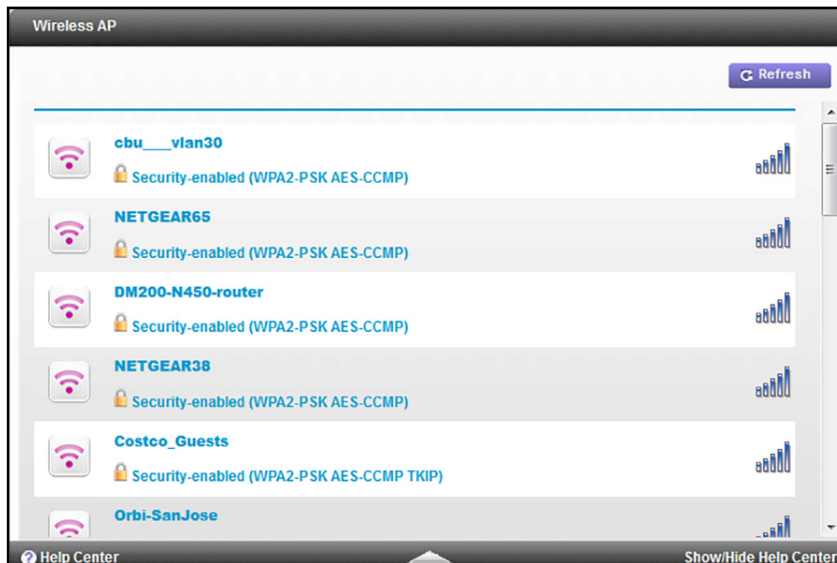 Wireless AP
Refresh
cbu___vlan30
Security-enabled (WPA2-PSK AES-CCMP)
NETGEAR65
Security-enabled (WPA2-PSK AES-CCMP)
DM200-N450-router
Security-enabled (WPA2-PSK AES-CCMP)
NETGEAR38
Security-enabled (WPA2-PSK AES-CCMP)
Costco_Guests
Security-enabled (WPA2-PSK AES-CCMP TKIP)
Orbi-SanJose
? Help Center Show/Hide Help Center